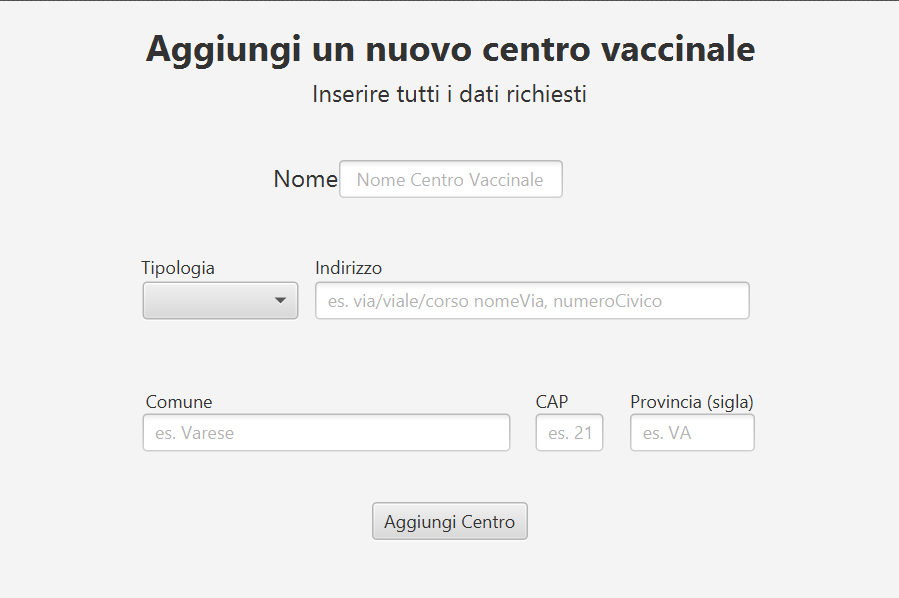 Aggiungi un nuovo centro vaccinale
Inserire tutti i dati richiesti
Nome Nome Centro Vaccinale
Tipologia Indirizzo
es. via/viale/corso nomeVia, numeroCivico
Comune CAP Provincia (sigla)
es. Varese es. 21 es. VA
Aggiungi Centro